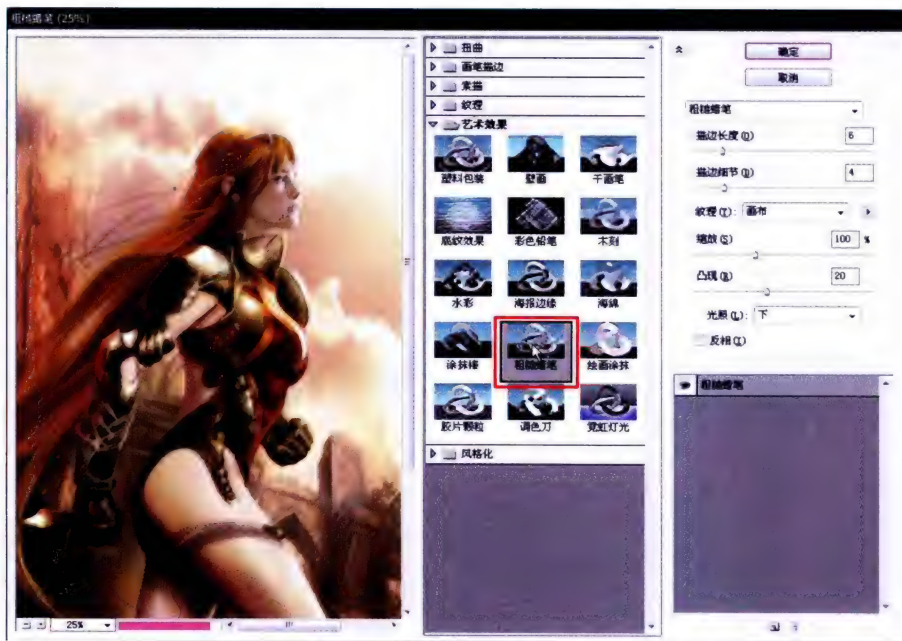 粗糙蜡笔 (25%)
扭曲
画笔描边
素描
纹理
艺术效果
塑料包装 壁画 干画笔
底纹效果 彩色铅笔 木刻
水彩 海报边缘 海绵
涂抹棒 粗糙蜡笔 绘画涂抹
胶片颗粒 调色刀 霓虹灯光
风格化
25%
确定
取消
粗糙蜡笔
描边长度(D) 6
描边细节(D) 4
纹理(T): 画布
缩放(S) 100 %
凸现(R) 20
光照(L): 下
反相(I)
粗糙蜡笔